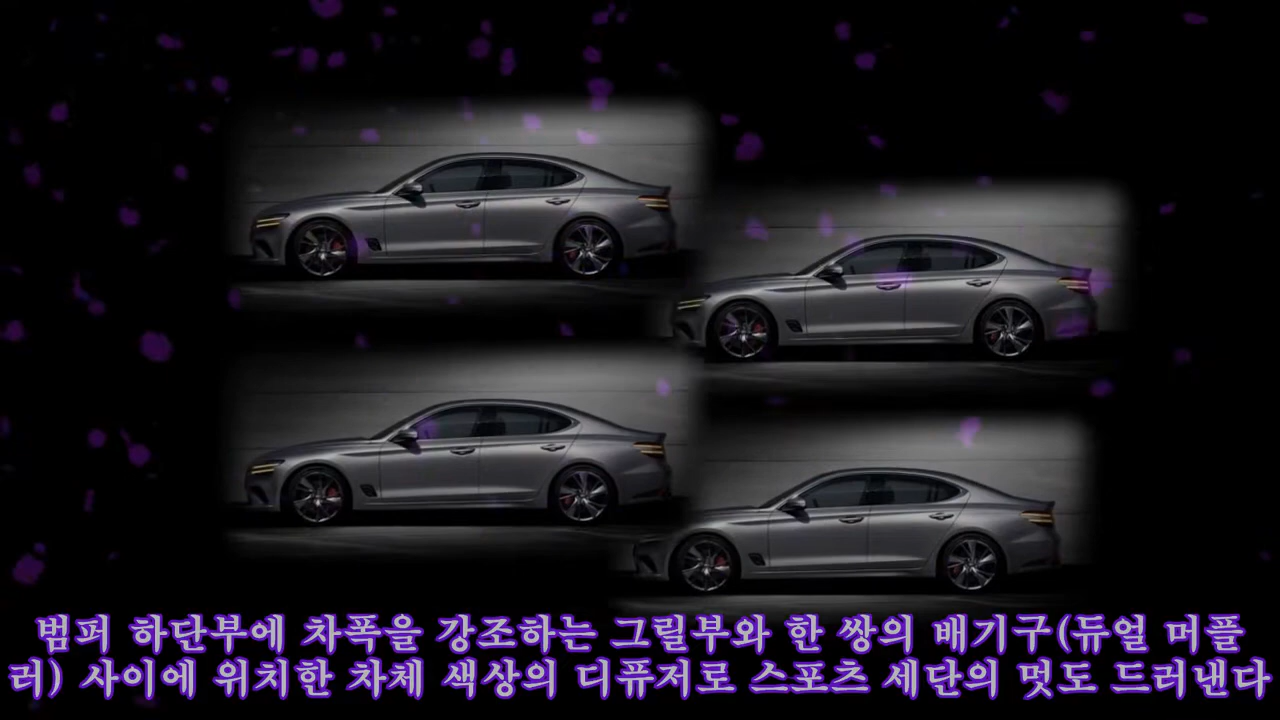 범퍼 하단부에 차폭을 강조하는 그릴부와 한 쌍의 배기구(듀얼 머플
러) 사이에 위치한 차체 색상의 디퓨저로 스포츠 세단의 멋도 드러낸다